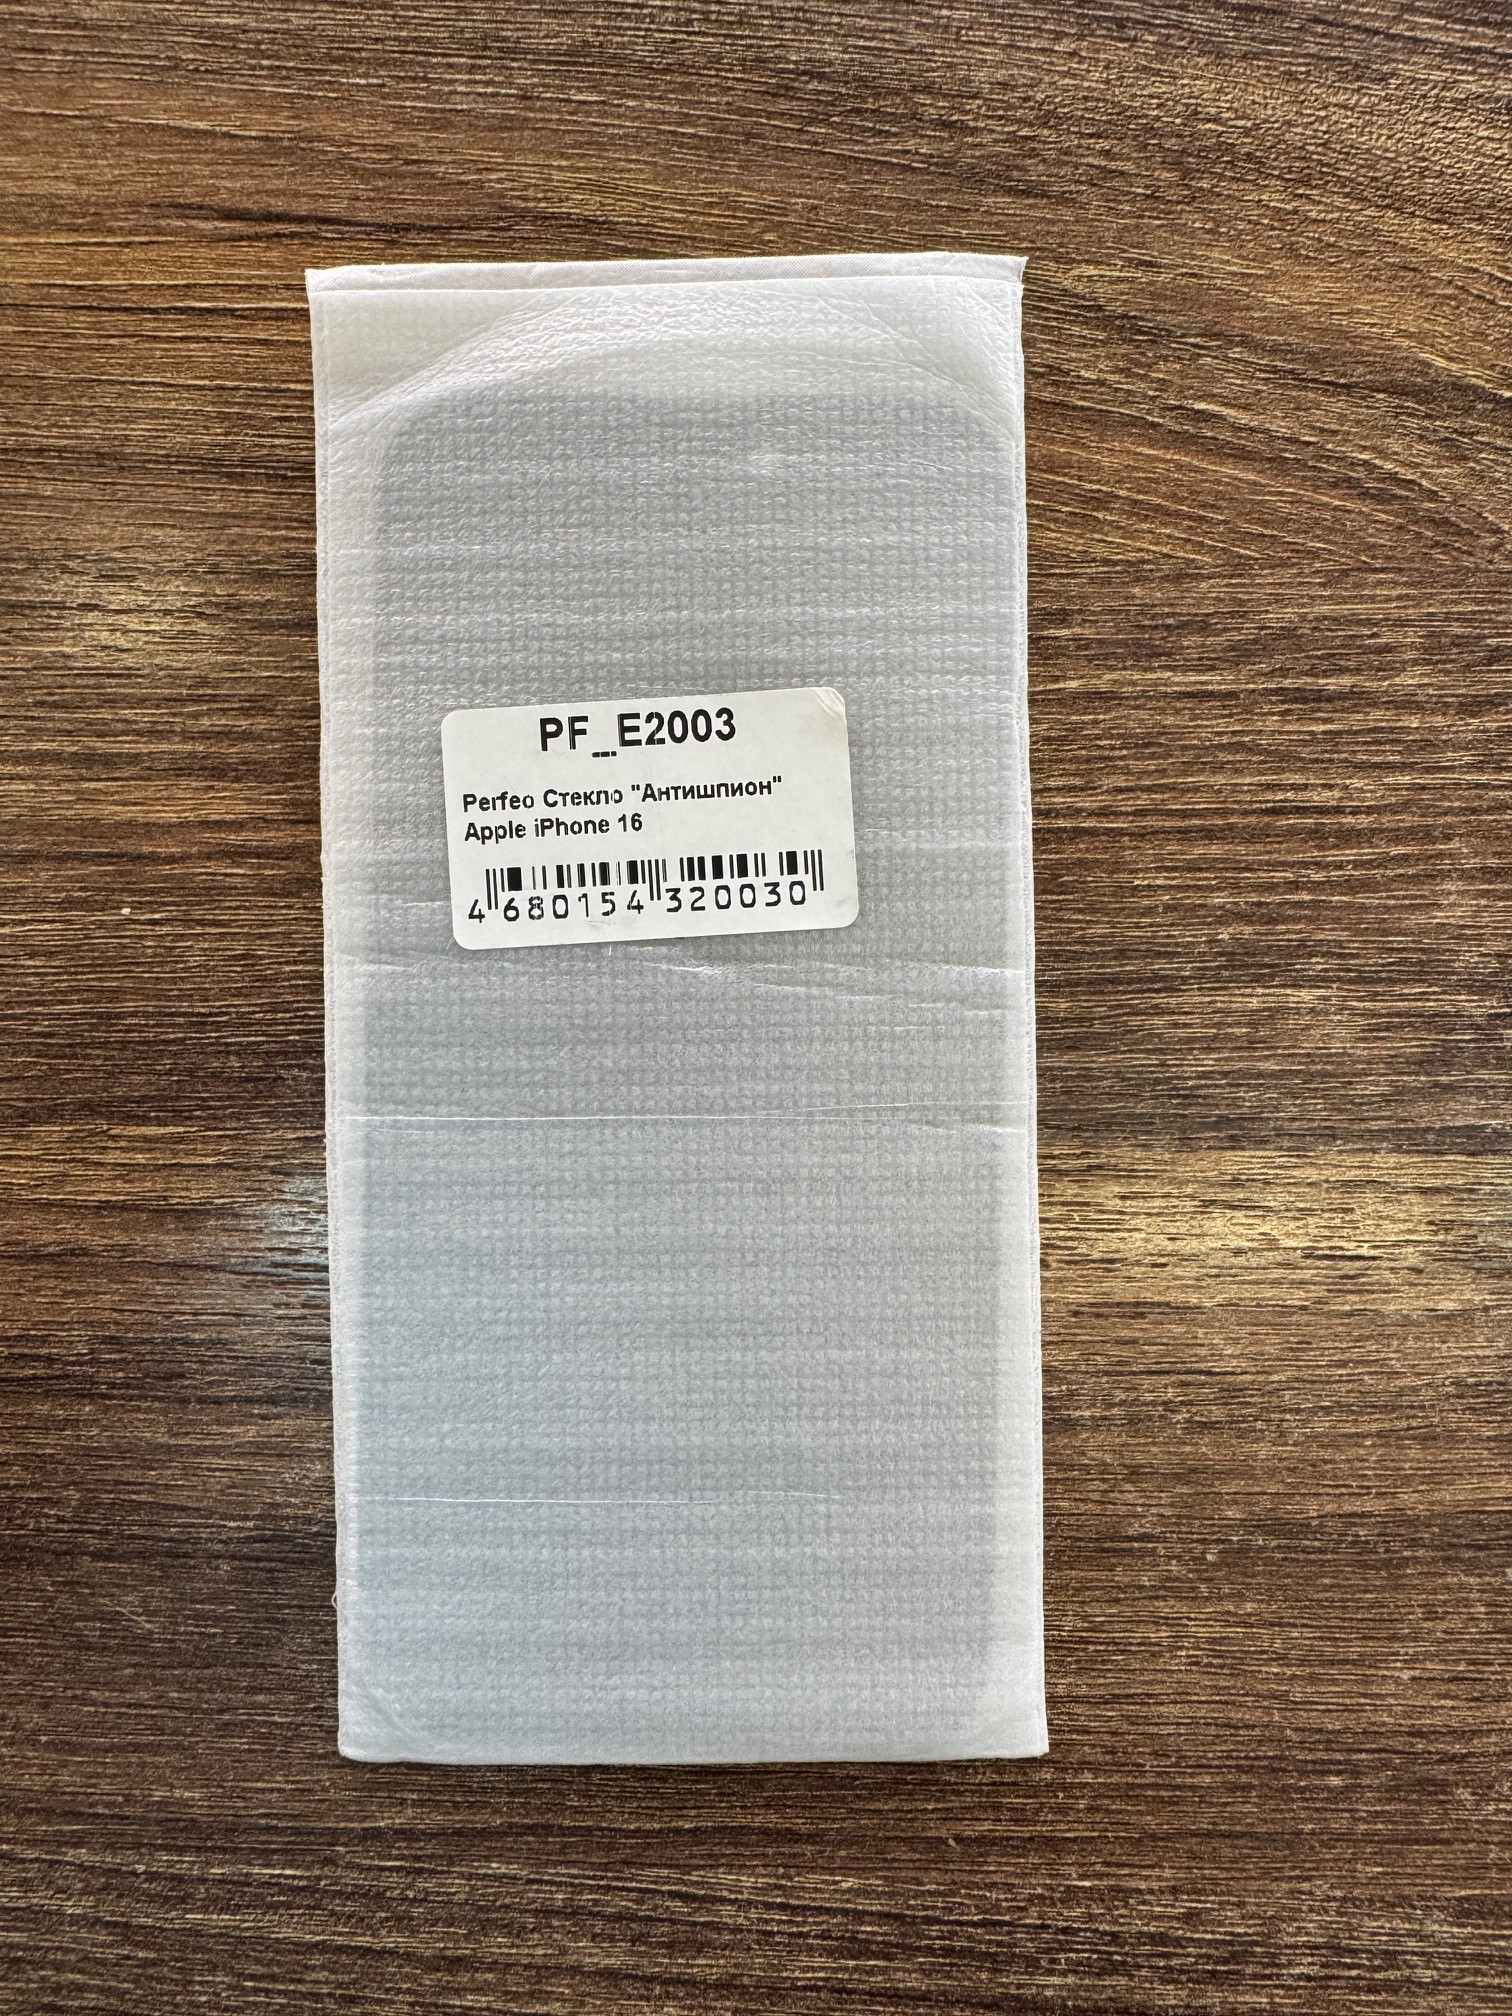 PF_E2003
Perfeo Стекло "Антишпион"
Apple iPhone 16
4 680154 320030